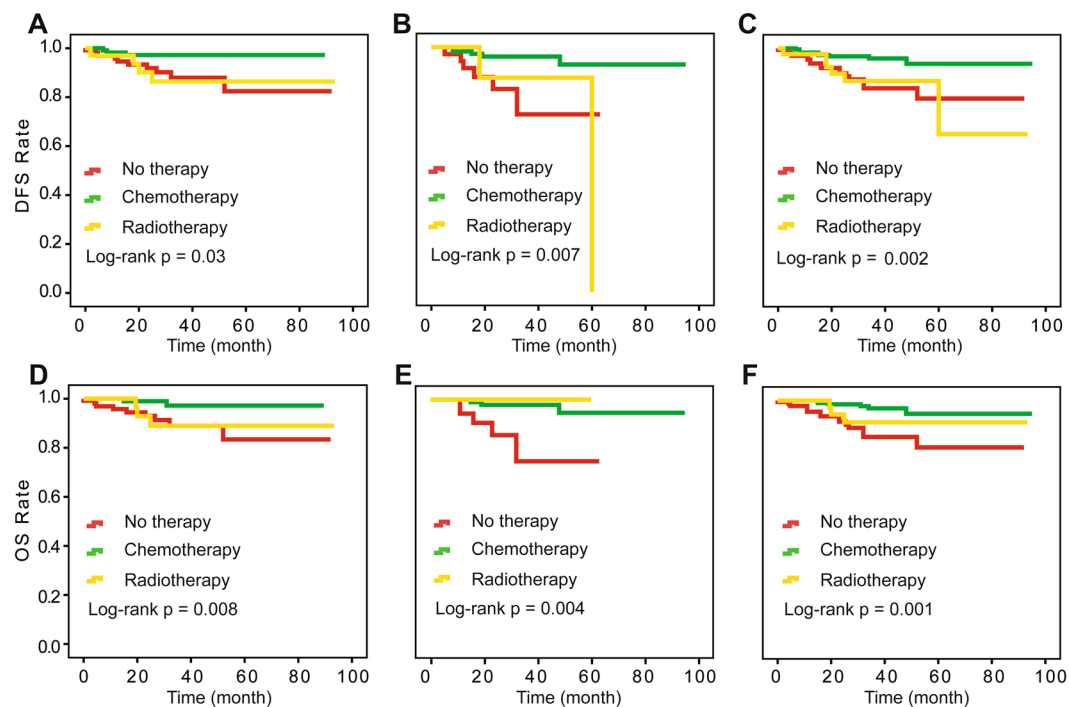 A
1.0
0.8
0.6
0.4
0.2
0.0
DFS Rate
No therapy
Chemotherapy
Radiotherapy
Log-rank p = 0.03
0 20 40 60 80 100
Time (month)
B
No therapy
Chemotherapy
Radiotherapy
Log-rank p = 0.007
0 20 40 60 80 100
Time (month)
C
No therapy
Chemotherapy
Radiotherapy
Log-rank p = 0.002
0 20 40 60 80 100
Time (month)
D
1.0
0.8
0.6
0.4
0.2
0.0
OS Rate
No therapy
Chemotherapy
Radiotherapy
Log-rank p = 0.008
0 20 40 60 80 100
Time (month)
E
No therapy
Chemotherapy
Radiotherapy
Log-rank p = 0.004
0 20 40 60 80 100
Time (month)
F
No therapy
Chemotherapy
Radiotherapy
Log-rank p = 0.001
0 20 40 60 80 100
Time (month)